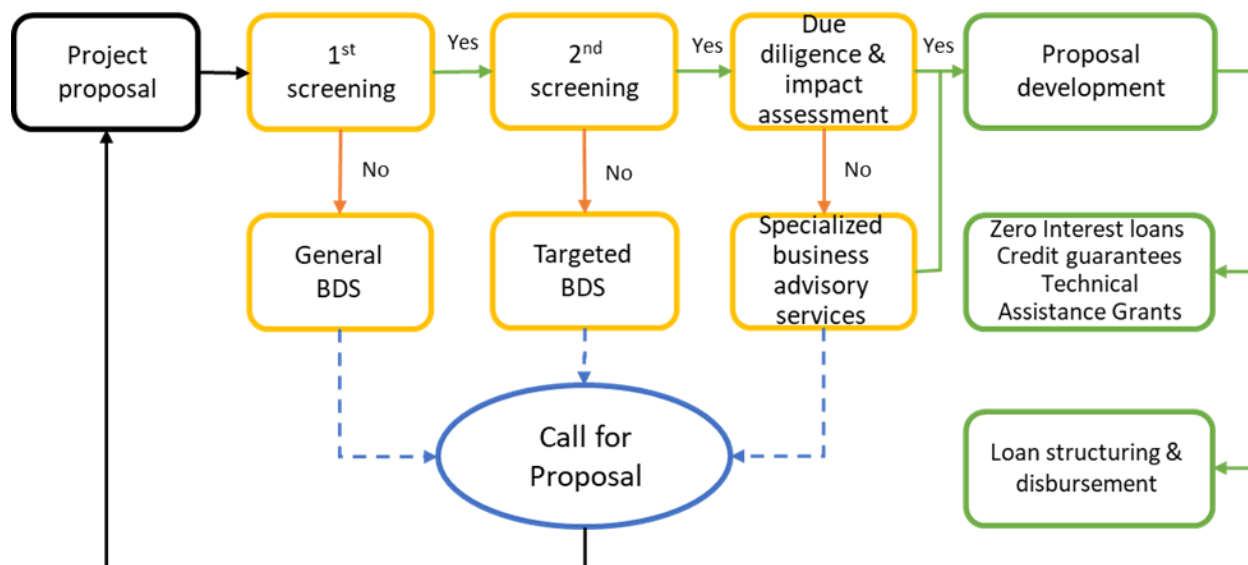 Project
proposal
1st
screening
Yes
2nd
screening
Yes
Due
diligence &
impact
assessment
Yes
Proposal
development
No
No
No
General
BDS
Targeted
BDS
Specialized
business
advisory
services
Zero Interest loans
Credit guarantees
Technical
Assistance Grants
Call for
Proposal
Loan structuring &
disbursement